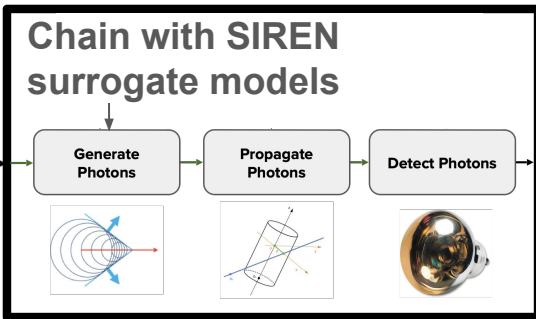 Chain with SIREN
surrogate models
Generate
Photons
Propagate
Photons
Detect Photons